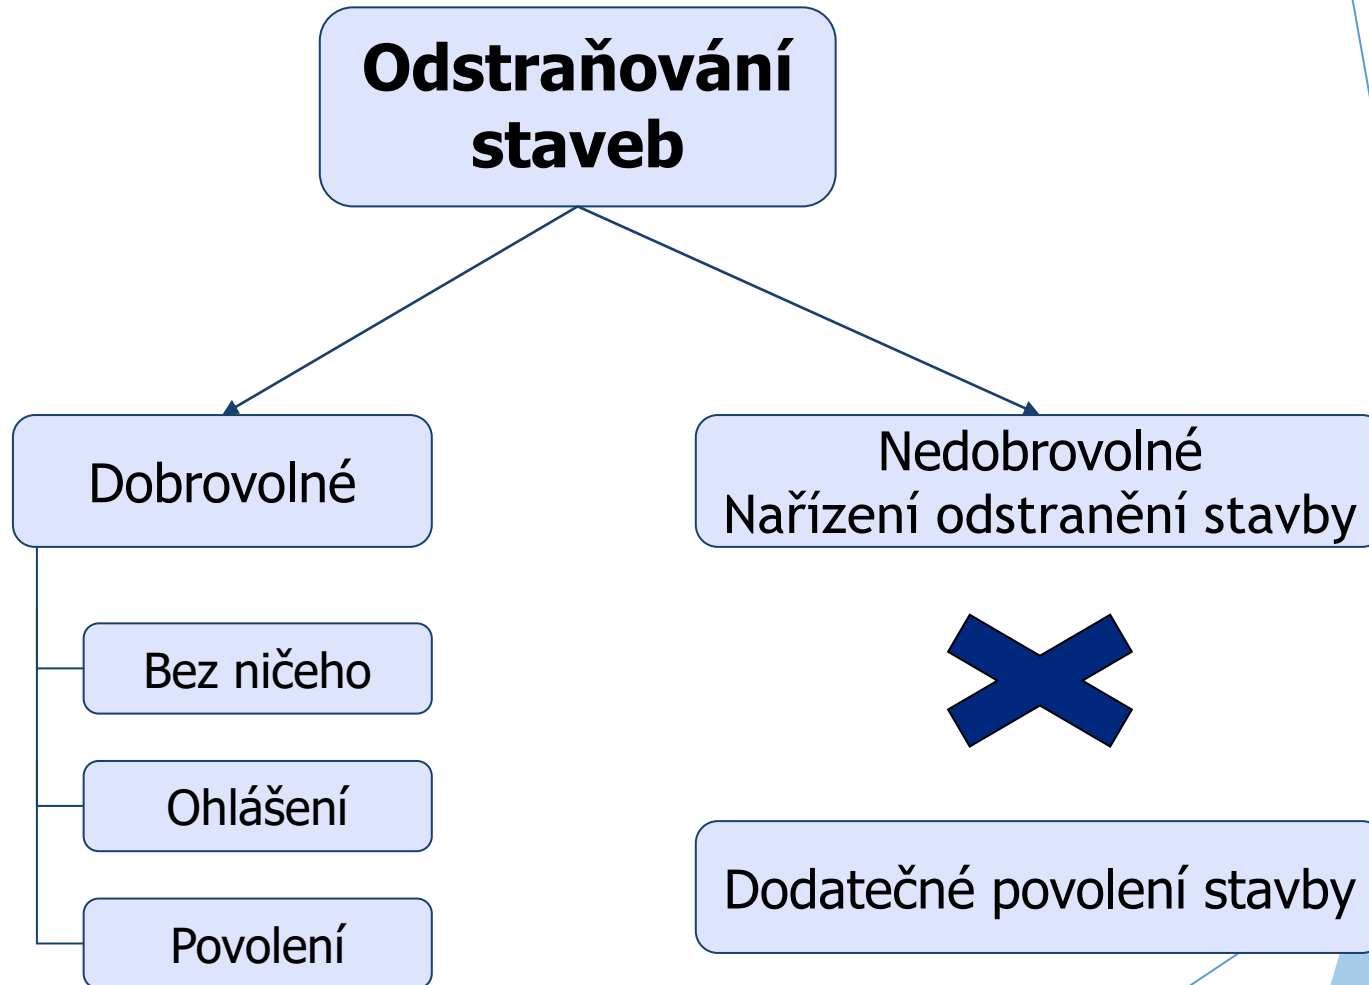 Odstraňování
staveb
Dobrovolné
Bez ničeho
Ohlášení
Povolení
Nedobrovolné
Nařízení odstranění stavby
Dodatečné povolení stavby